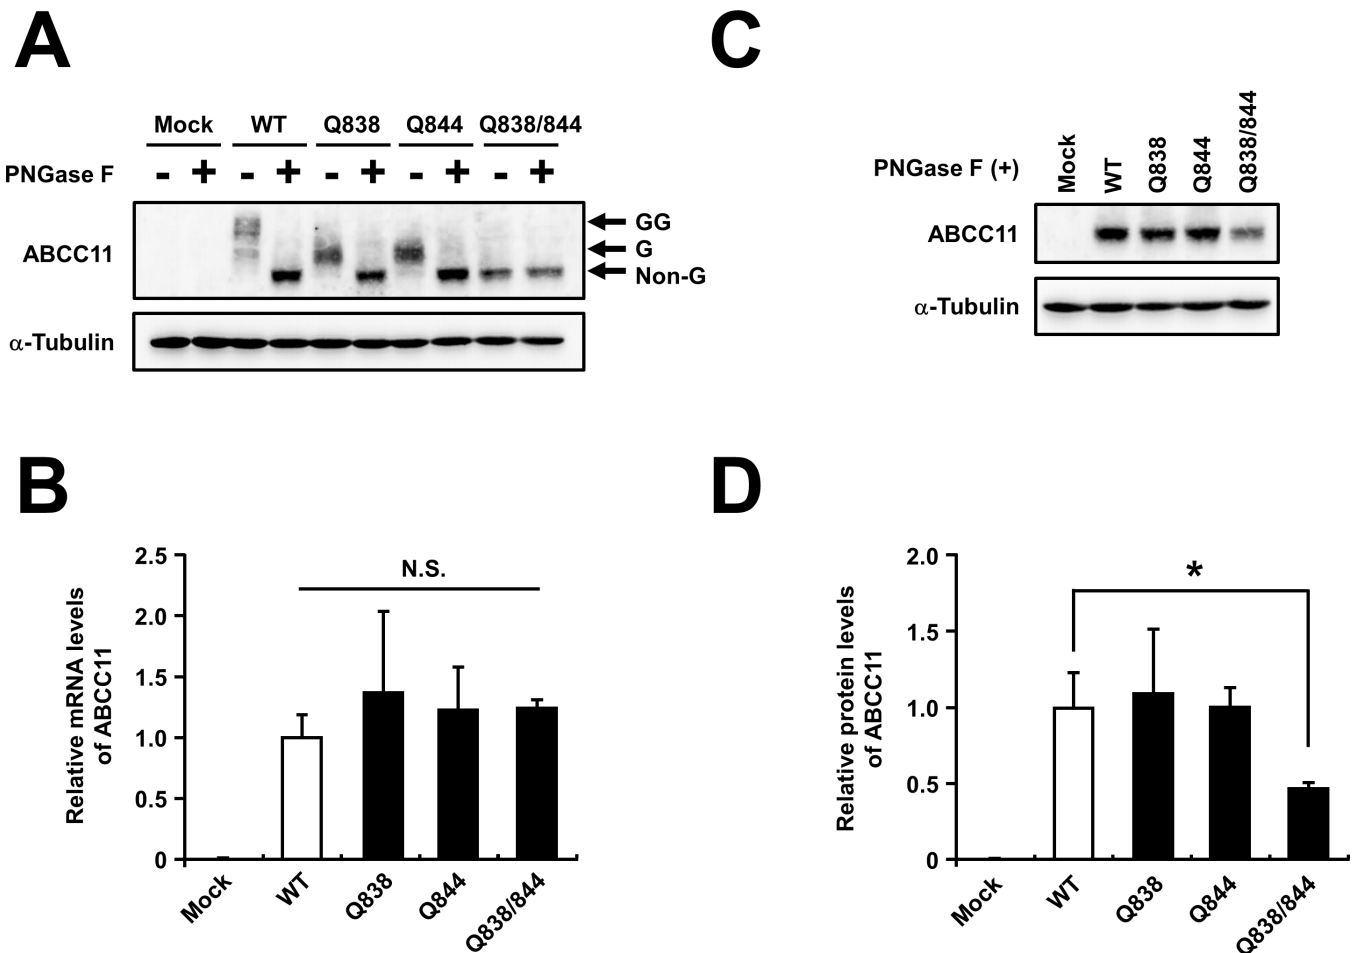 A
Mock WT Q838 Q844 Q838/844
PNGase F - + - + - + - + - +
ABCC11
GG
G
Non-G
α-Tubulin
C
PNGase F (+) Mock WT Q838 Q844 Q838/844
ABCC11
α-Tubulin
B
Relative mRNA levels
of ABCC11
2.5
2.0
1.5
1.0
0.5
0
N.S.
Mock WT Q838 Q844 Q838/844
D
Relative protein levels
of ABCC11
2.0
1.5
1.0
0.5
0
*
Mock WT Q838 Q844 Q838/844